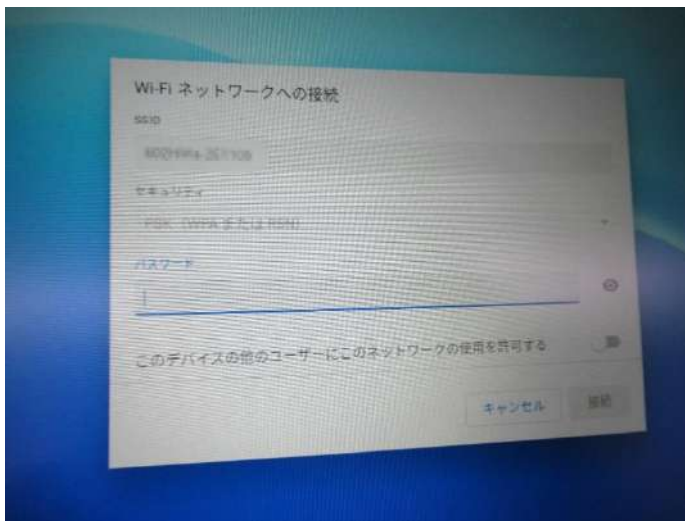 Wi-Fi ネットワークへの接続
SSID
セキュリティ
PSK（WPA または RSN）
パスワード
このデバイスの他のユーザーにこのネットワークの使用を許可する
キャンセル
接続